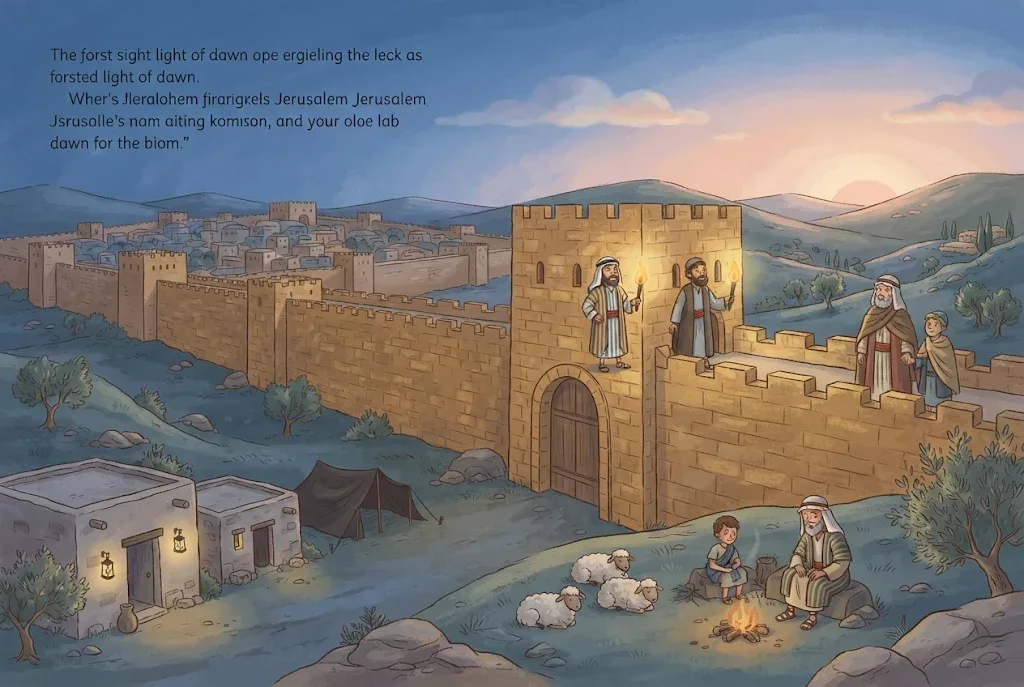 The forst sight light of dawn ope ergieling the leck as
forsted light of dawn.
Wher's Jleralohem firangkels Jerusalem Jerusalem
Jsrusolle's nam aiting komison, and your oloe lab
dawn for the biom."